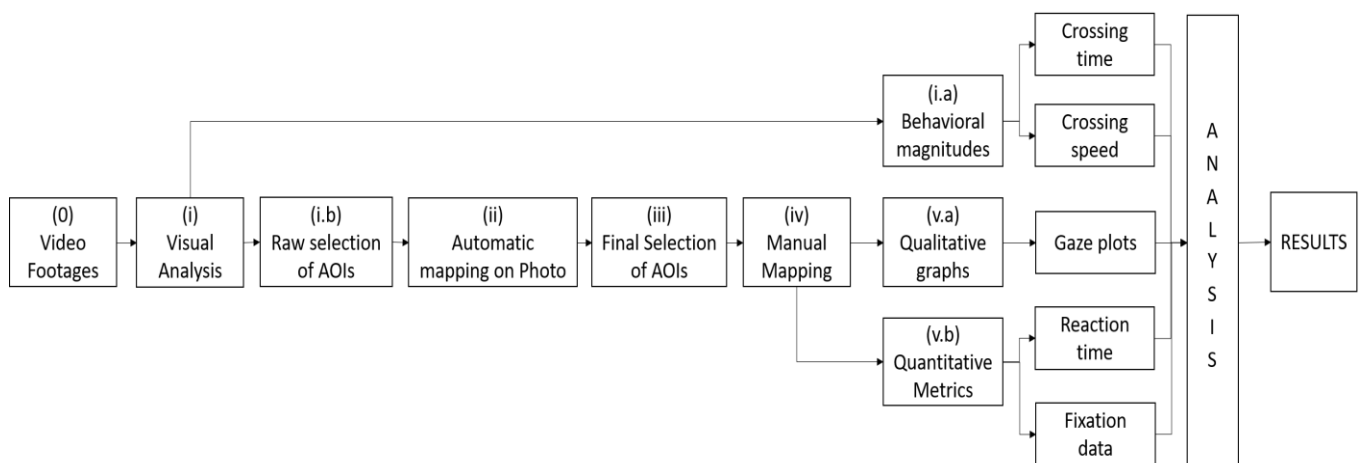 Crossing
time
(i.a)
Behavioral
magnitudes
Crossing
speed
(0)
Video
Footages
(i)
Visual
Analysis
(i.b)
Raw selection
of AOIs
(ii)
Automatic
mapping on Photo
(iii)
Final Selection
of AOIs
(iv)
Manual
Mapping
(v.a)
Qualitative
graphs
Gaze plots
(v.b)
Quantitative
Metrics
Reaction
time
Fixation
data
A
N
A
L
Y
S
I
S
RESULTS